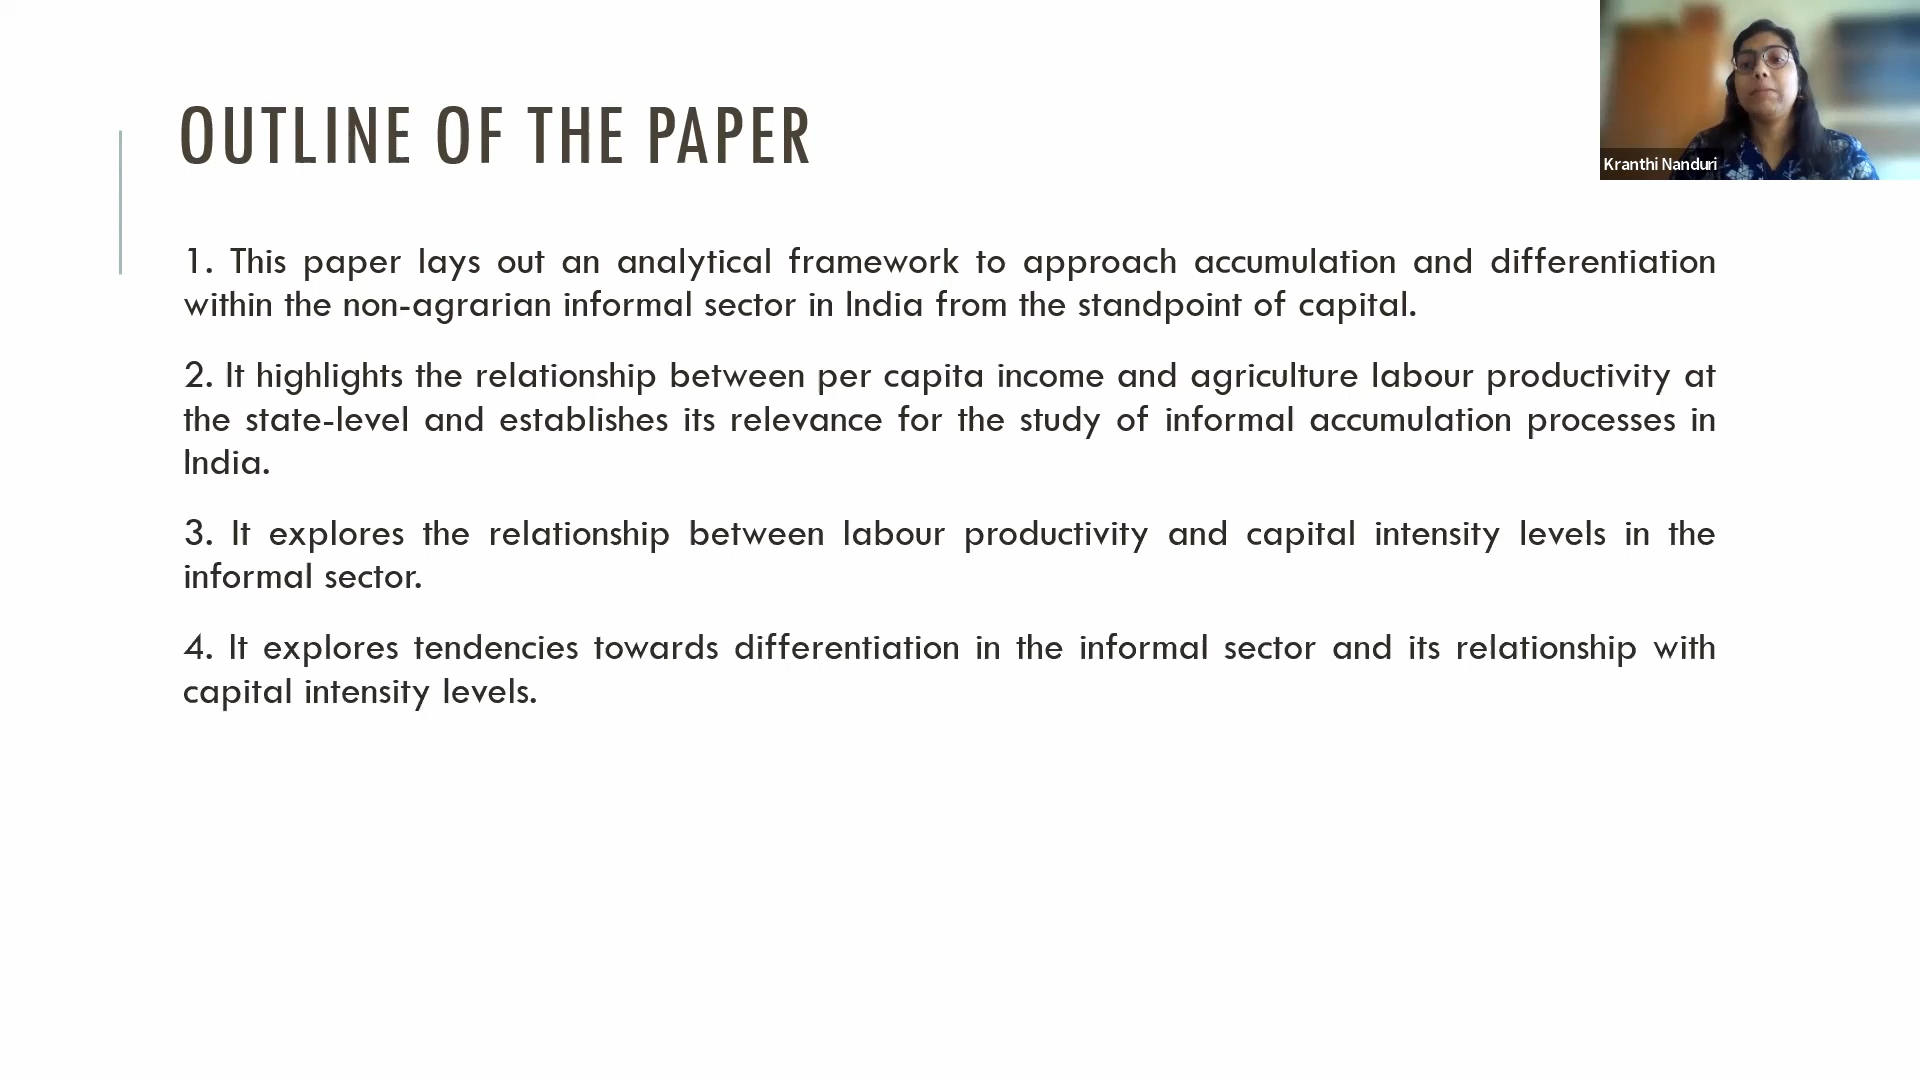 OUTLINE OF THE PAPER
Kranthi Nanduri
1. This paper lays out an analytical framework to approach accumulation and differentiation
within the non-agrarian informal sector in India from the standpoint of capital.
2. It highlights the relationship between per capita income and agriculture labour productivity at
the state-level and establishes its relevance for the study of informal accumulation processes in
India.
3. It explores the relationship between labour productivity and capital intensity levels in the
informal sector.
4. It explores tendencies towards differentiation in the informal sector and its relationship with
capital intensity levels.